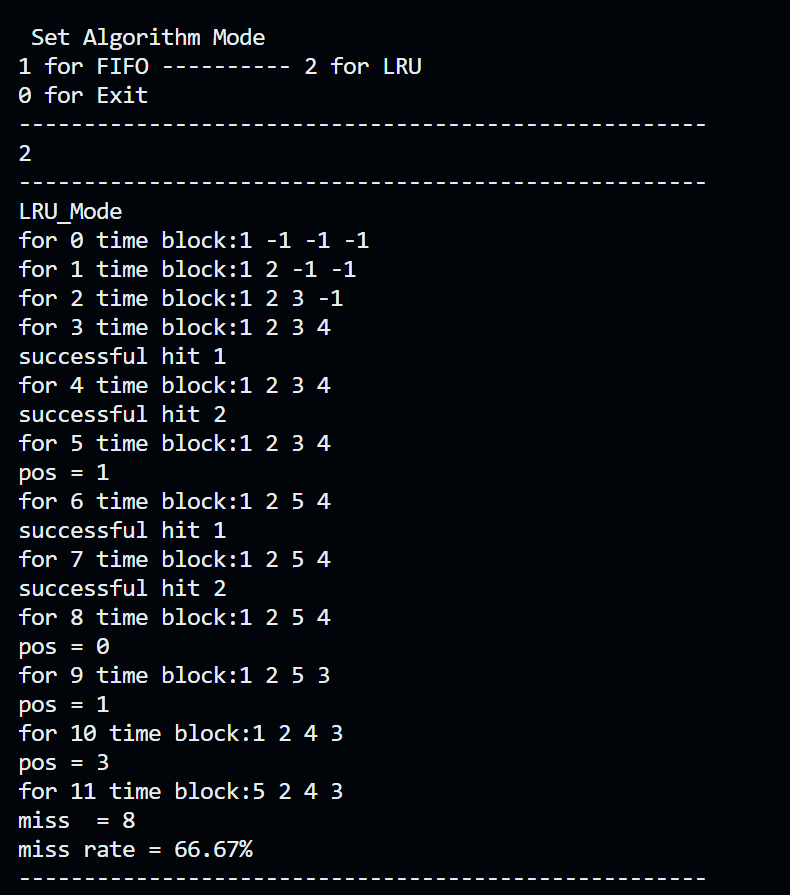 Set Algorithm Mode
1 for FIFO ---------- 2 for LRU
0 for Exit
-----------------------------------------------------
2
-----------------------------------------------------
LRU_Mode
for 0 time block:1 -1 -1 -1
for 1 time block:1 2 -1 -1
for 2 time block:1 2 3 -1
for 3 time block:1 2 3 4
successful hit 1
for 4 time block:1 2 3 4
successful hit 2
for 5 time block:1 2 3 4
pos = 1
for 6 time block:1 2 5 4
successful hit 1
for 7 time block:1 2 5 4
successful hit 2
for 8 time block:1 2 5 4
pos = 0
for 9 time block:1 2 5 3
pos = 1
for 10 time block:1 2 4 3
pos = 3
for 11 time block:5 2 4 3
miss  = 8
miss rate = 66.67%
-----------------------------------------------------